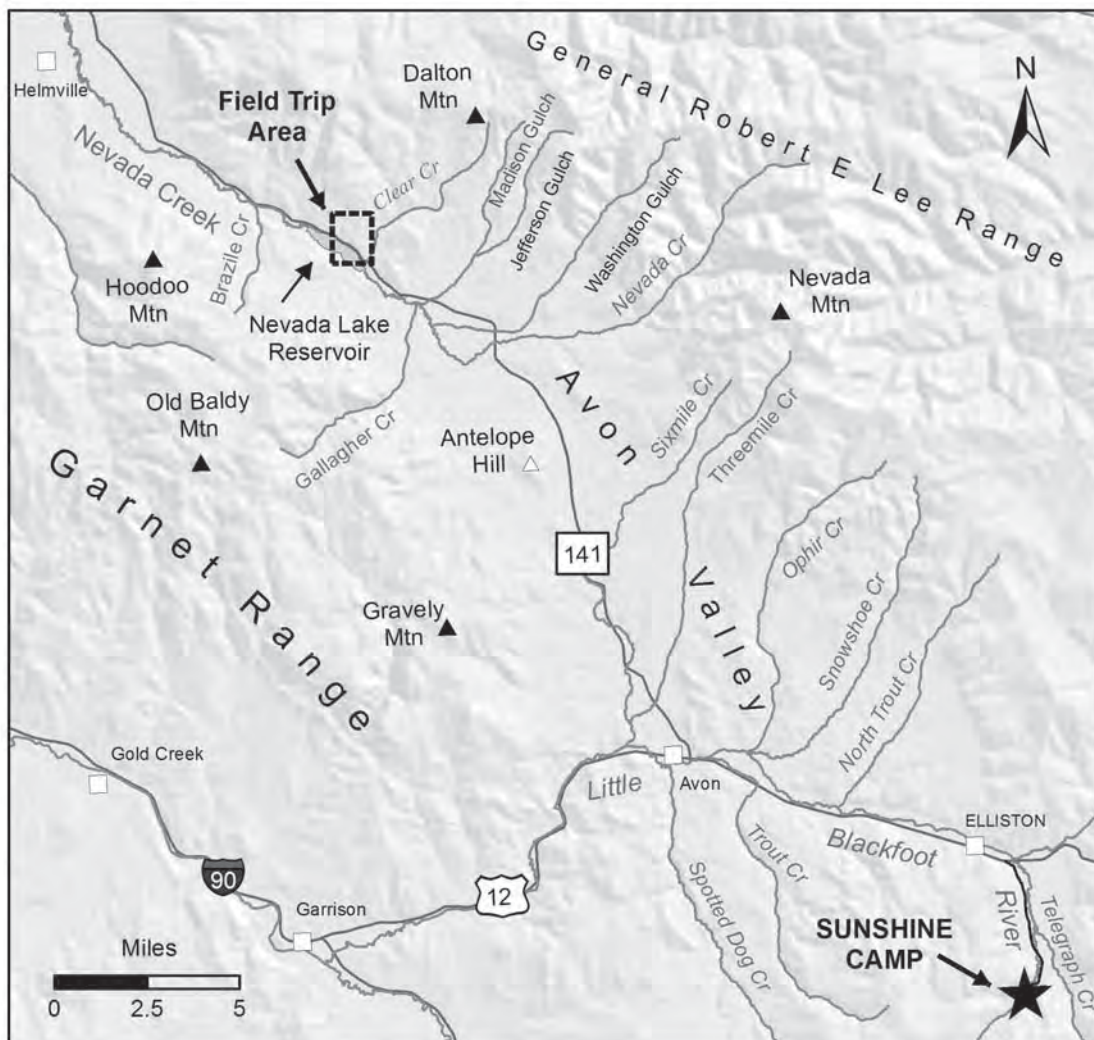 General Robert E Lee Range
N
Helmville
Dalton
Mtn
Field Trip
Area
Nevada Creek
Clear Cr
Madison Gulch
Jefferson Gulch
Washington Gulch
Nevada Cr
Brazile Cr
Hoodoo
Mtn
Nevada Lake
Reservoir
Nevada
Mtn
Avon
Valley
Old Baldy
Mtn
Gallagher Cr
Antelope
Hill
Sixmile Cr
Threemile Cr
Garnet Range
141
Ophir Cr
Snowshoe Cr
North Trout Cr
Gravely
Mtn
Gold Creek
Little
Avon
Blackfoot
River
ELLISTON
90
12
Garrison
Spotted Dog Cr
Trout Cr
Telegraph Cr
SUNSHINE
CAMP
Miles
0 2.5 5